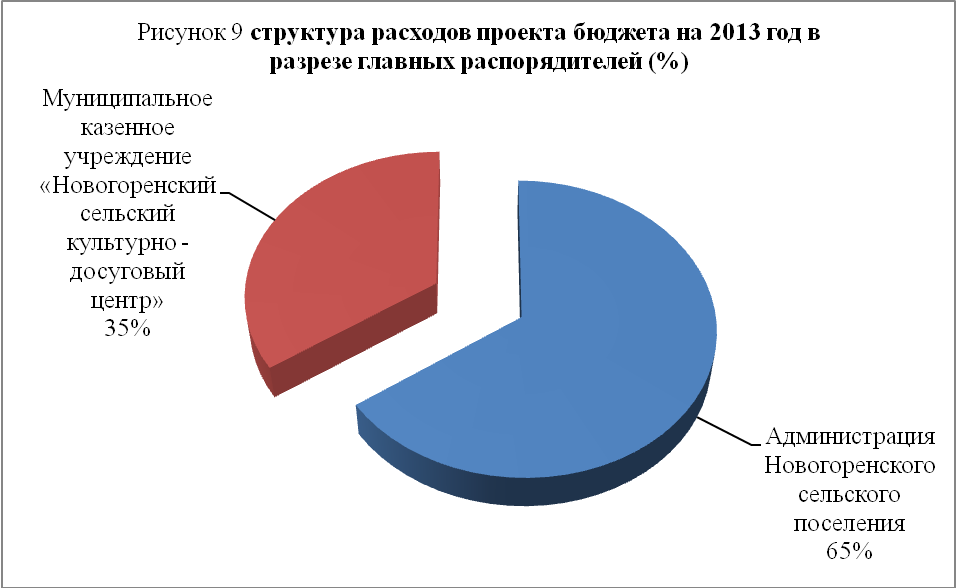 Рисунок 9 структура расходов проекта бюджета на 2013 год в
разрезе главных распорядителей (%)
Муниципальное
казенное
учреждение
«Новогоренский
сельский
культурно -
досуговый
центр»
35%
Администрация
Новогоренского
сельского
поселения
65%